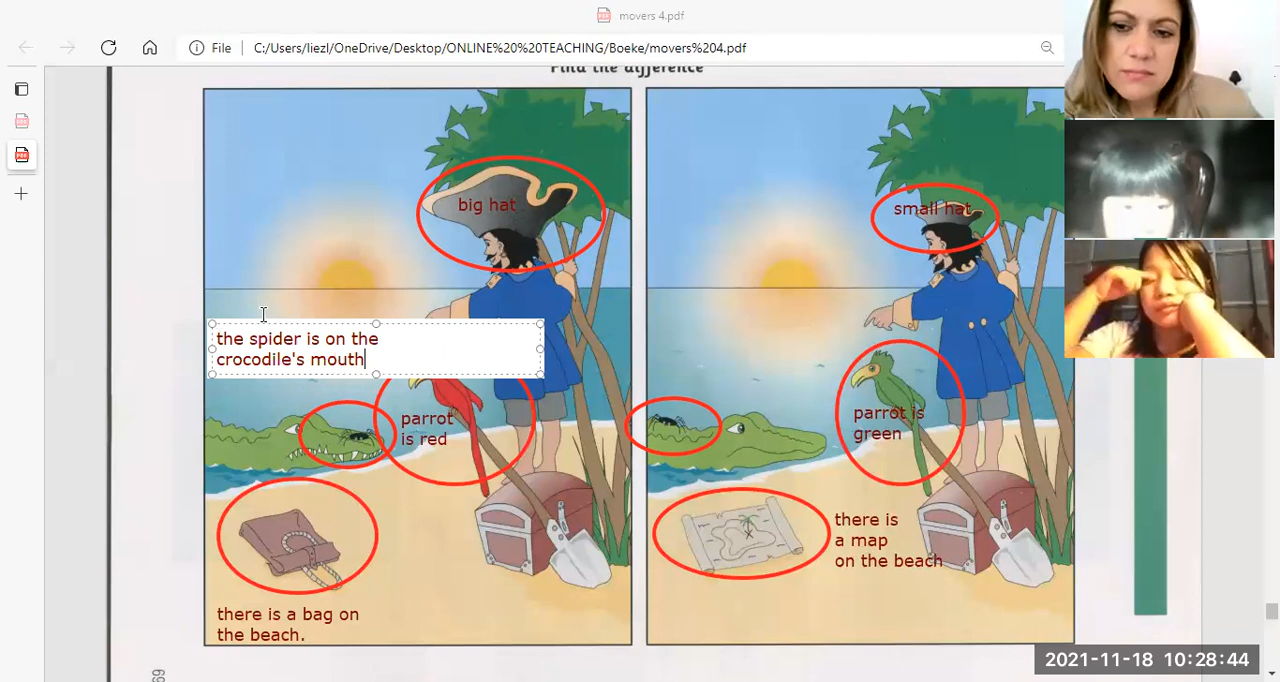 movers 4.pdf
File
C:/Users/liezl/OneDrive/Desktop/ONLINE%20%20TEACHING/Boeke/movers%204.pdf
Find the difference
big hat
small hat
the spider is on the
crocodile's mouth
parrot
is red
parrot is
green
there is
a map
on the beach
there is a bag on
the beach.
69
2021-11-18 10:28:44